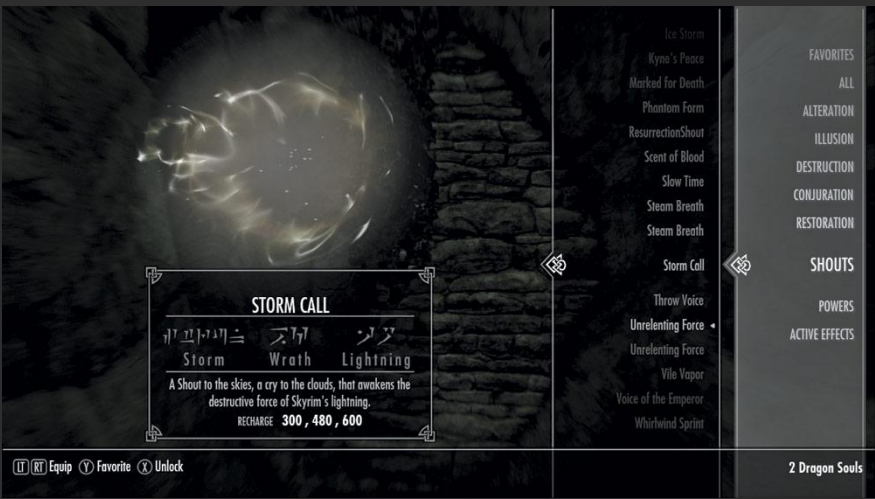 Ice Storm
Kyne's Peace
Marked for Death
Phantom Form
ResurrectionShout
Scent of Blood
Slow Time
Steam Breath
Steam Breath
Storm Call
Throw Voice
Unrelenting Force
Unrelenting Force
Vile Vapor
Voice of the Emperor
Whirlwind Sprint
FAVORITES
ALL
ALTERATION
ILLUSION
DESTRUCTION
CONJURATION
RESTORATION
SHOUTS
POWERS
ACTIVE EFFECTS
STORM CALL
Storm Wrath Lightning
A Shout to the skies, a cry to the clouds, that awakens the
destructive force of Skyrim's lightning.
RECHARGE 300 , 480 , 600
LT RT Equip Y Favorite X Unlock
2 Dragon Souls